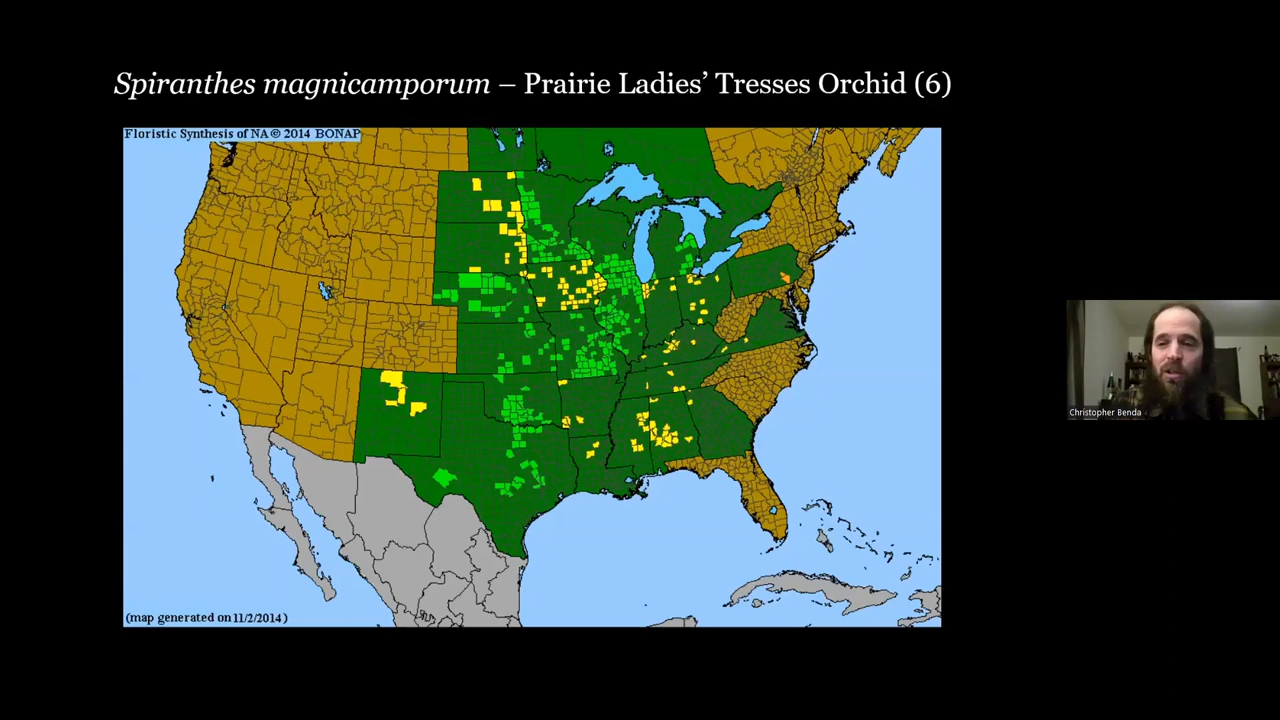 Spiranthes magnicamporum – Prairie Ladies’ Tresses Orchid (6)
Floristic Synthesis of NA © 2014 BONAP
Christopher Benda
(map generated on 11/2/2014)